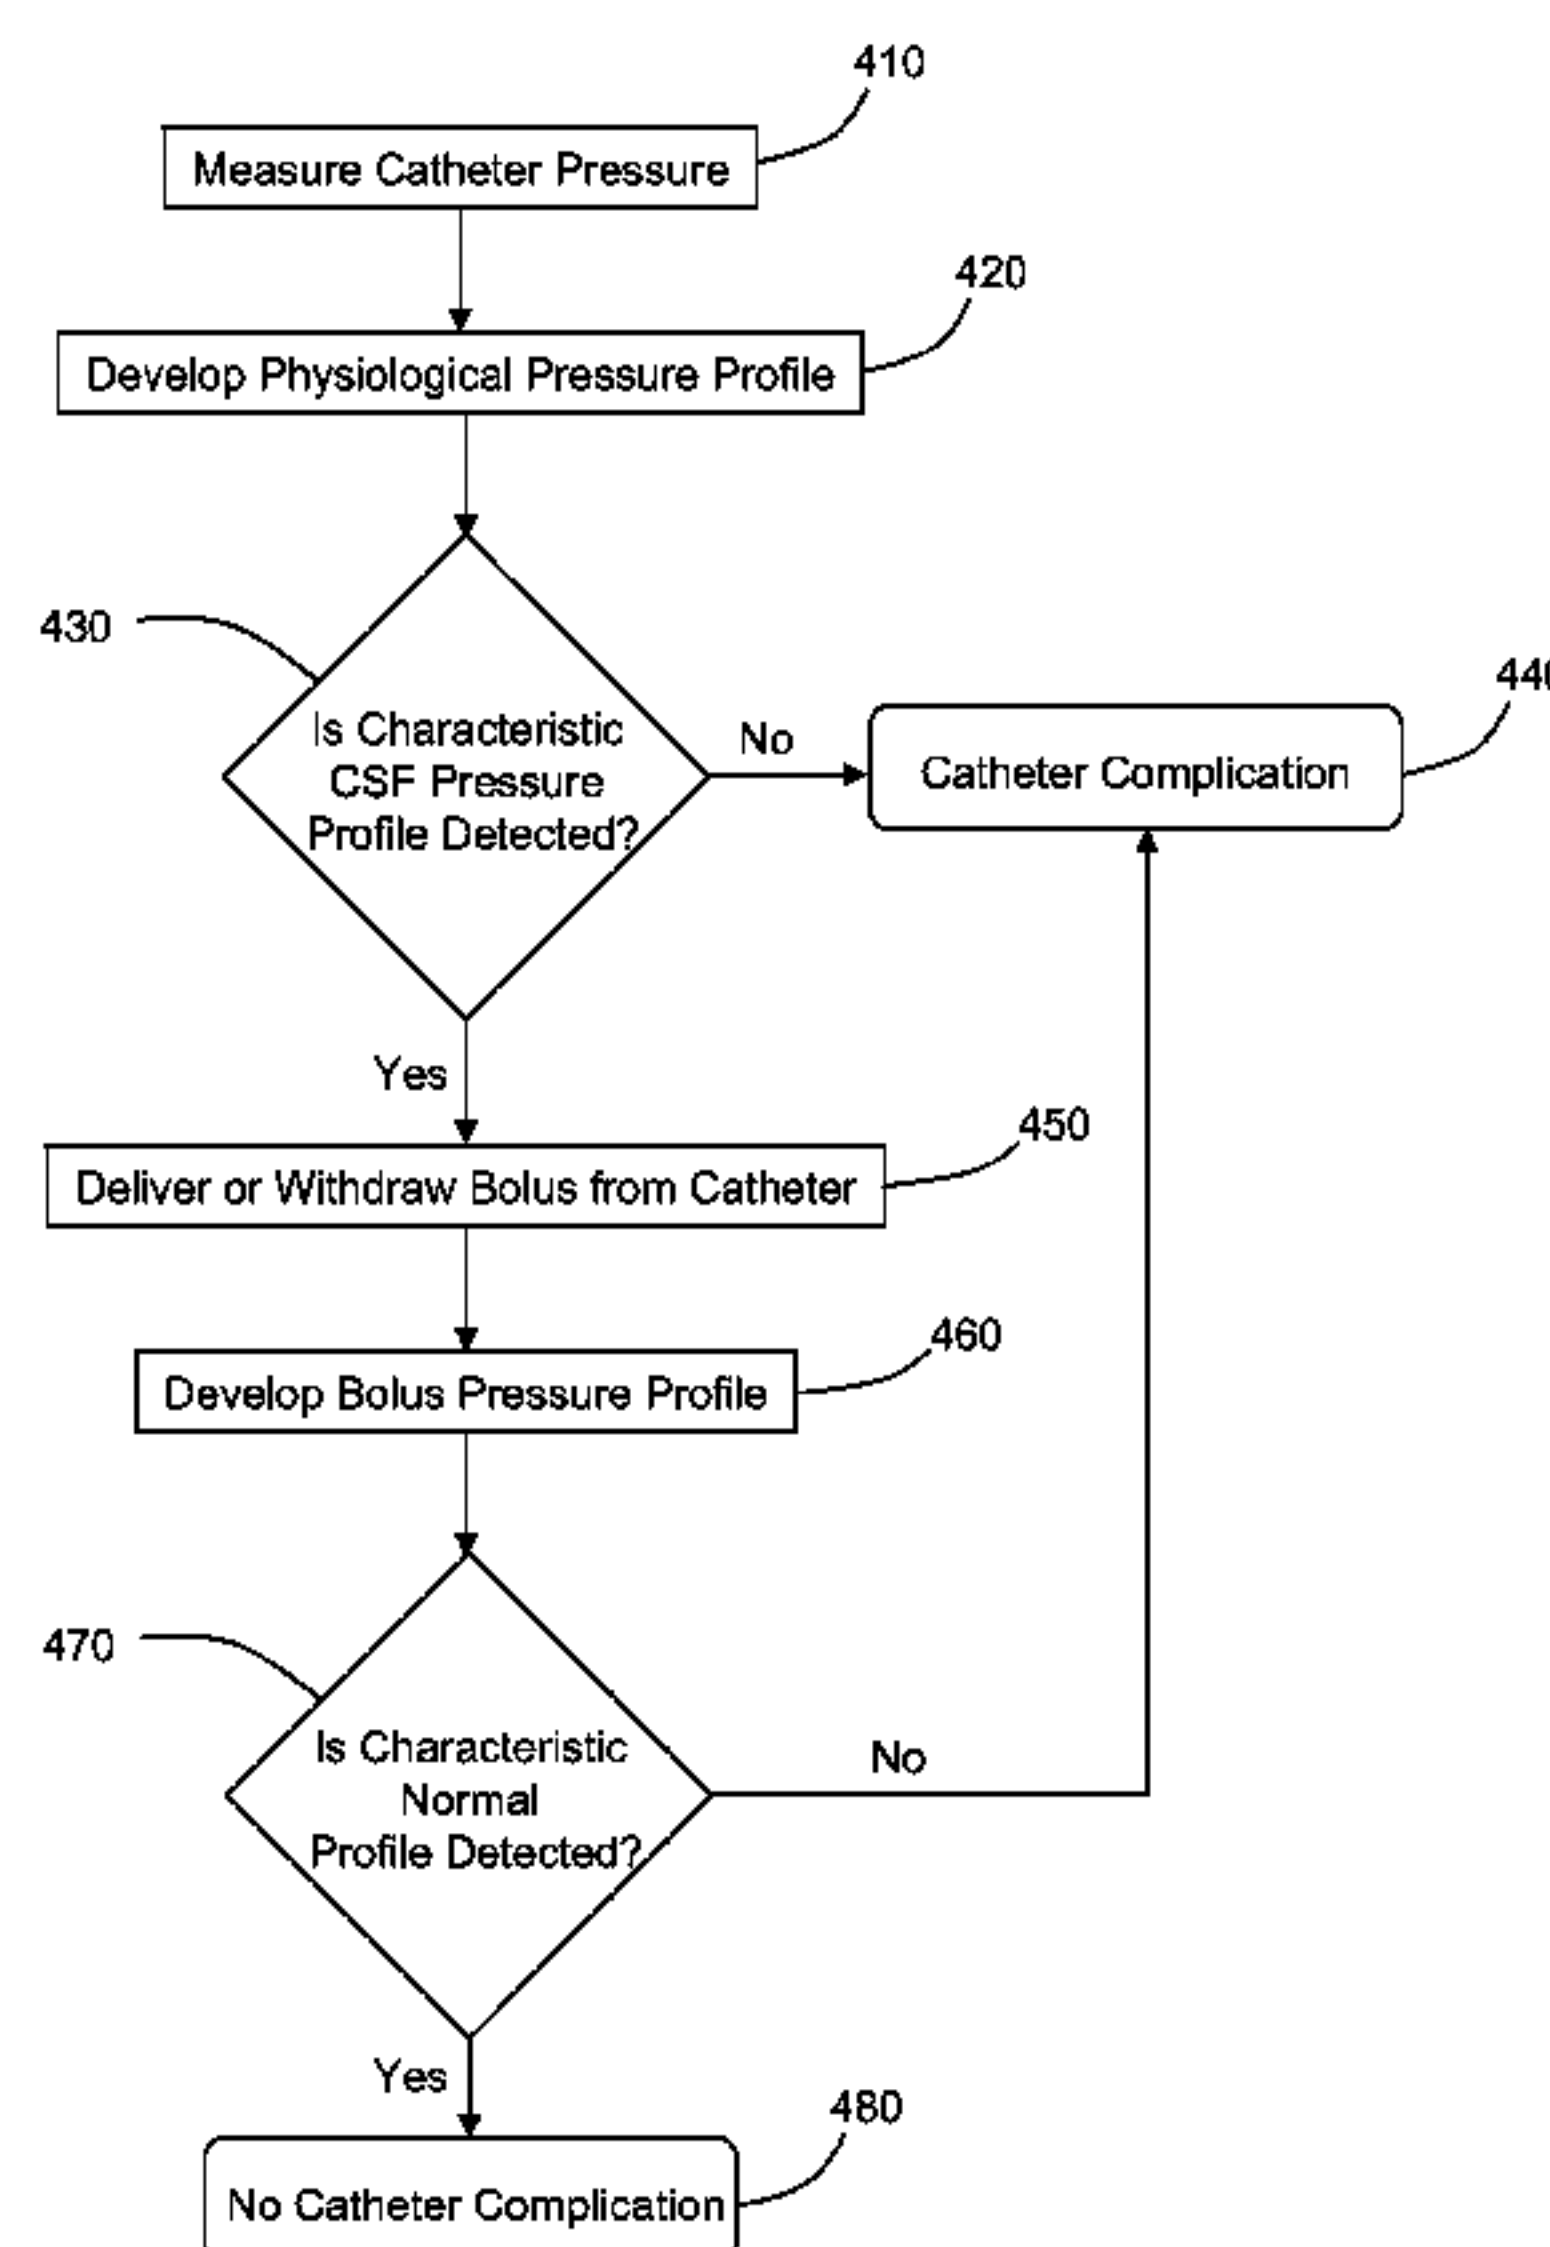 410
Measure Catheter Pressure
420
Develop Physiological Pressure Profile
430
Is Characteristic
CSF Pressure
Profile Detected?
No
Catheter Complication
Yes
450
Deliver or Withdraw Bolus from Catheter
460
Develop Bolus Pressure Profile
470
Is Characteristic
Normal
Profile Detected?
No
Yes
480
No Catheter Complication